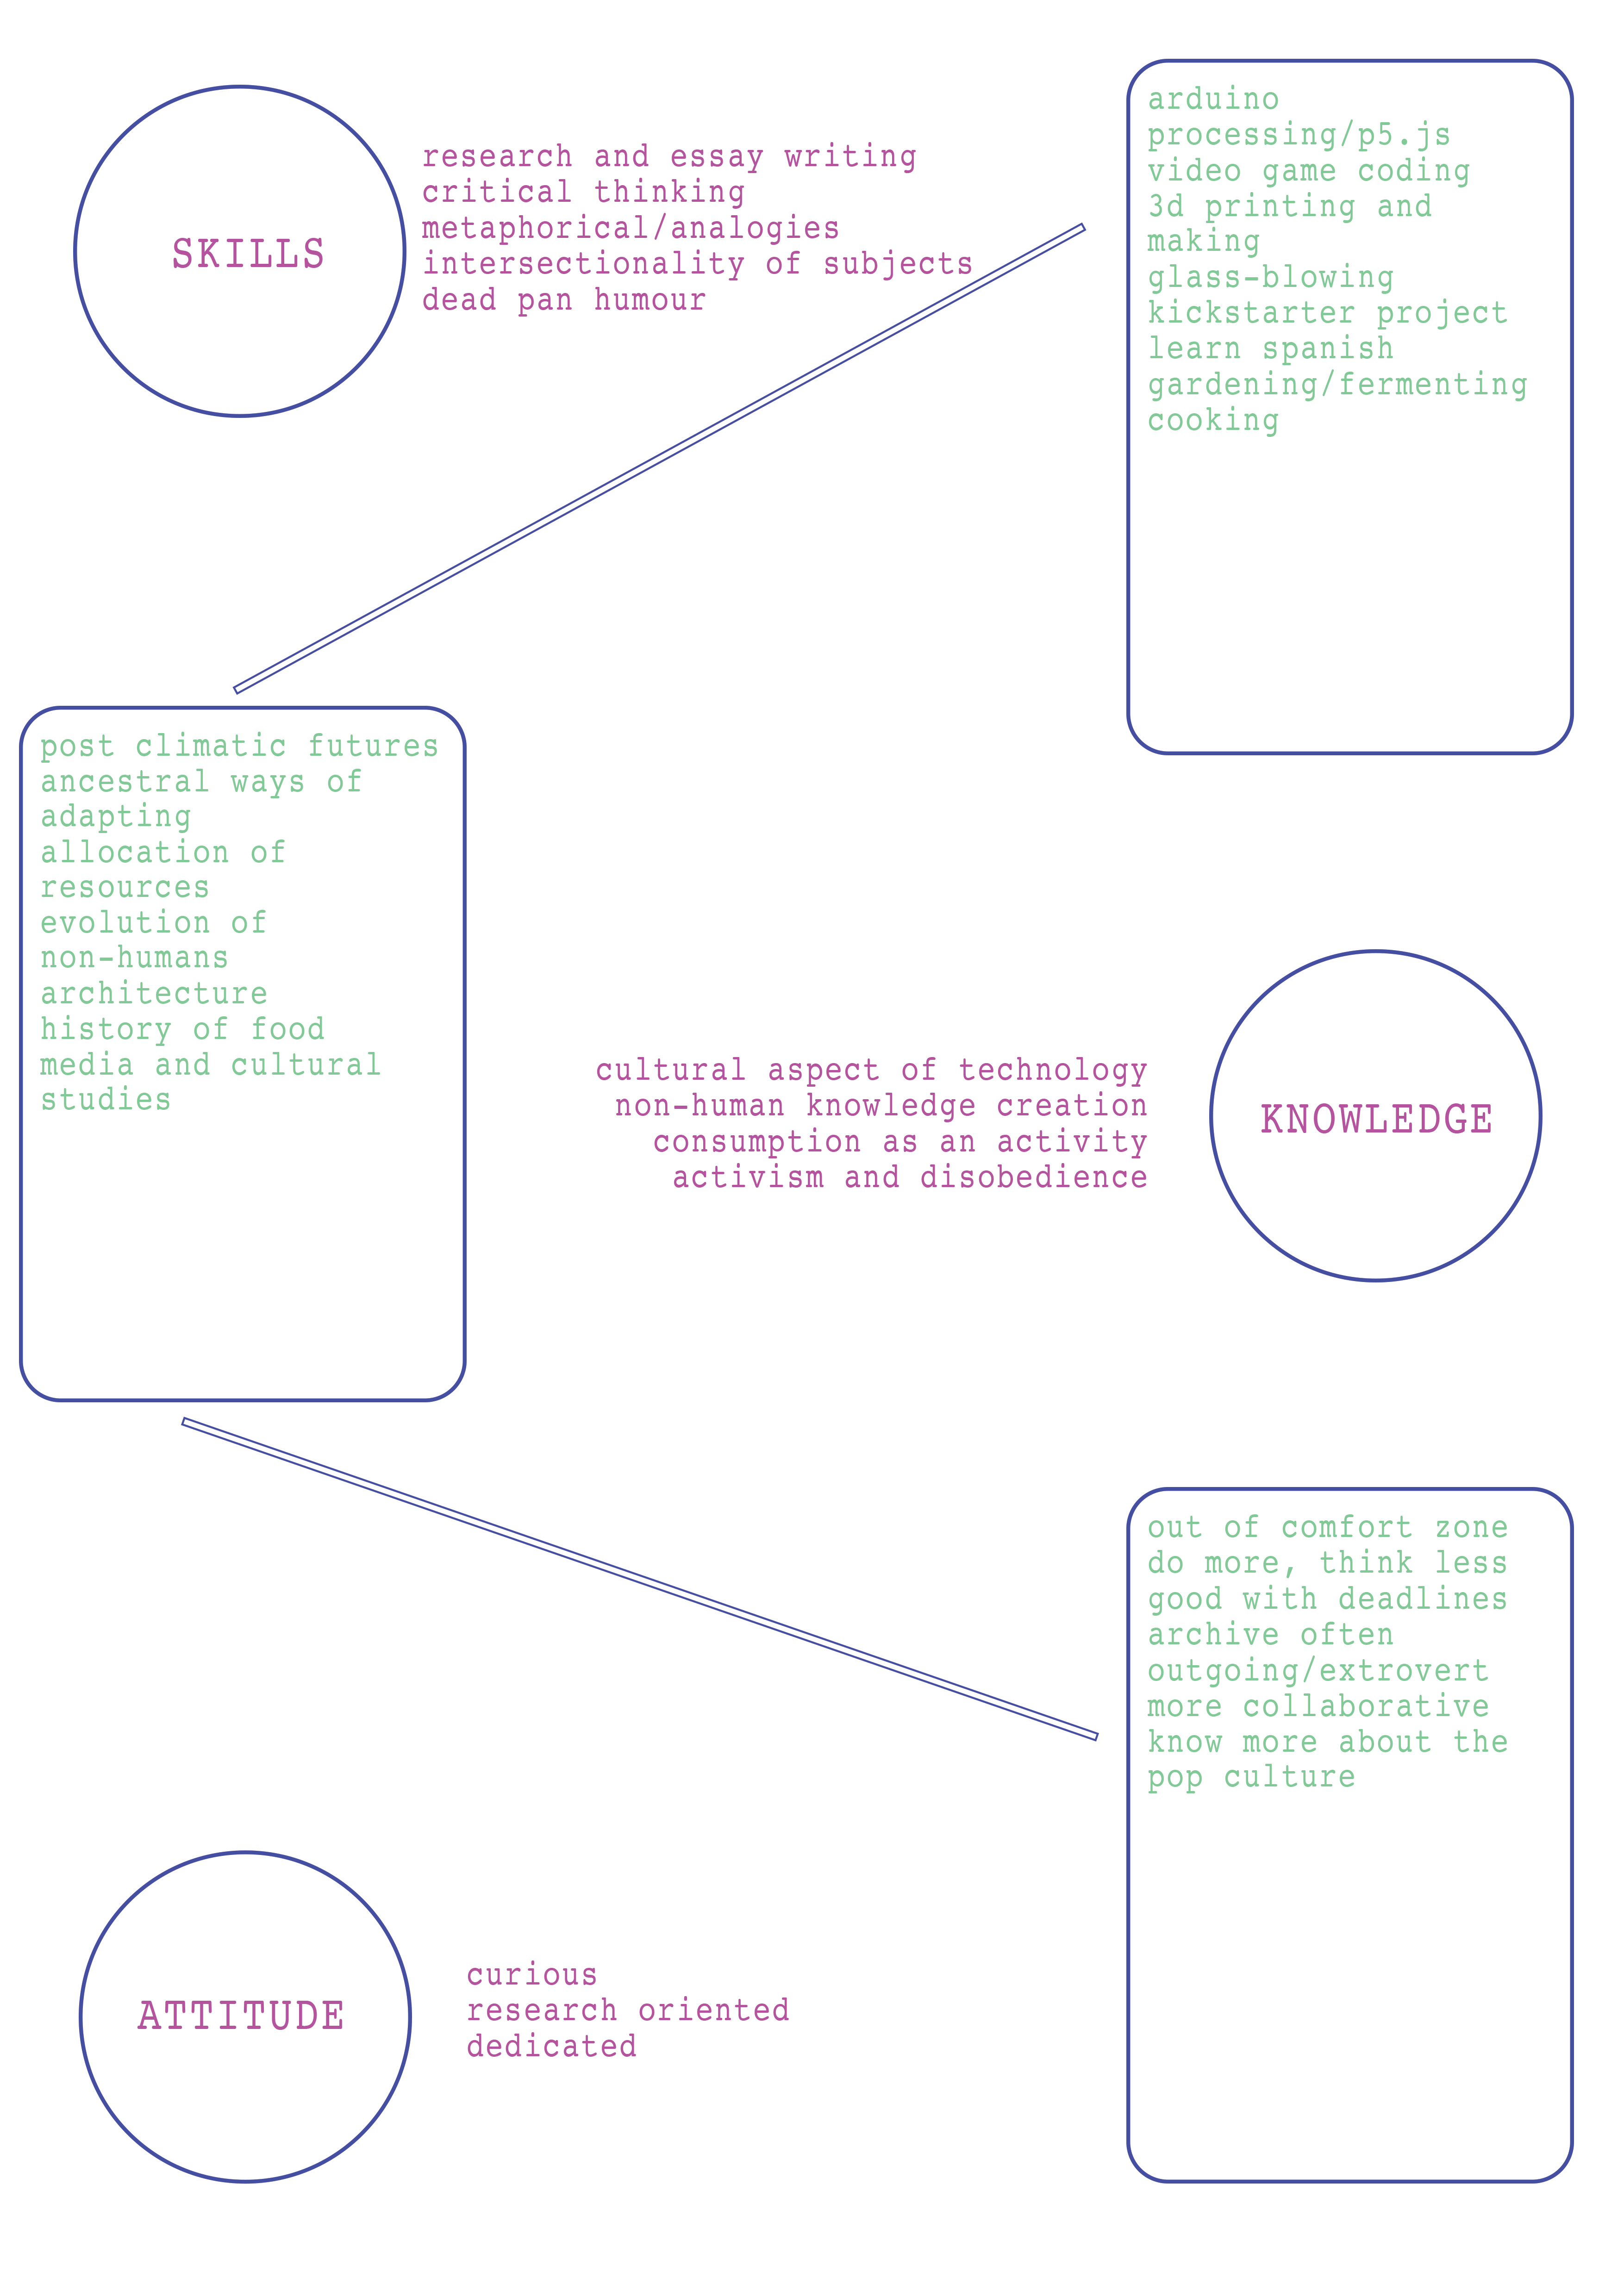 SKILLS
research and essay writing
critical thinking
metaphorical/analogies
intersectionality of subjects
dead pan humour
arduino
processing/p5.js
video game coding
3d printing and
making
glass-blowing
kickstarter project
learn spanish
gardening/fermenting
cooking
post climatic futures
ancestral ways of
adapting
allocation of
resources
evolution of
non-humans
architecture
history of food
media and cultural
studies
cultural aspect of technology
non-human knowledge creation
consumption as an activity
activism and disobedience
KNOWLEDGE
out of comfort zone
do more, think less
good with deadlines
archive often
outgoing/extrovert
more collaborative
know more about the
pop culture
ATTITUDE
curious
research oriented
dedicated